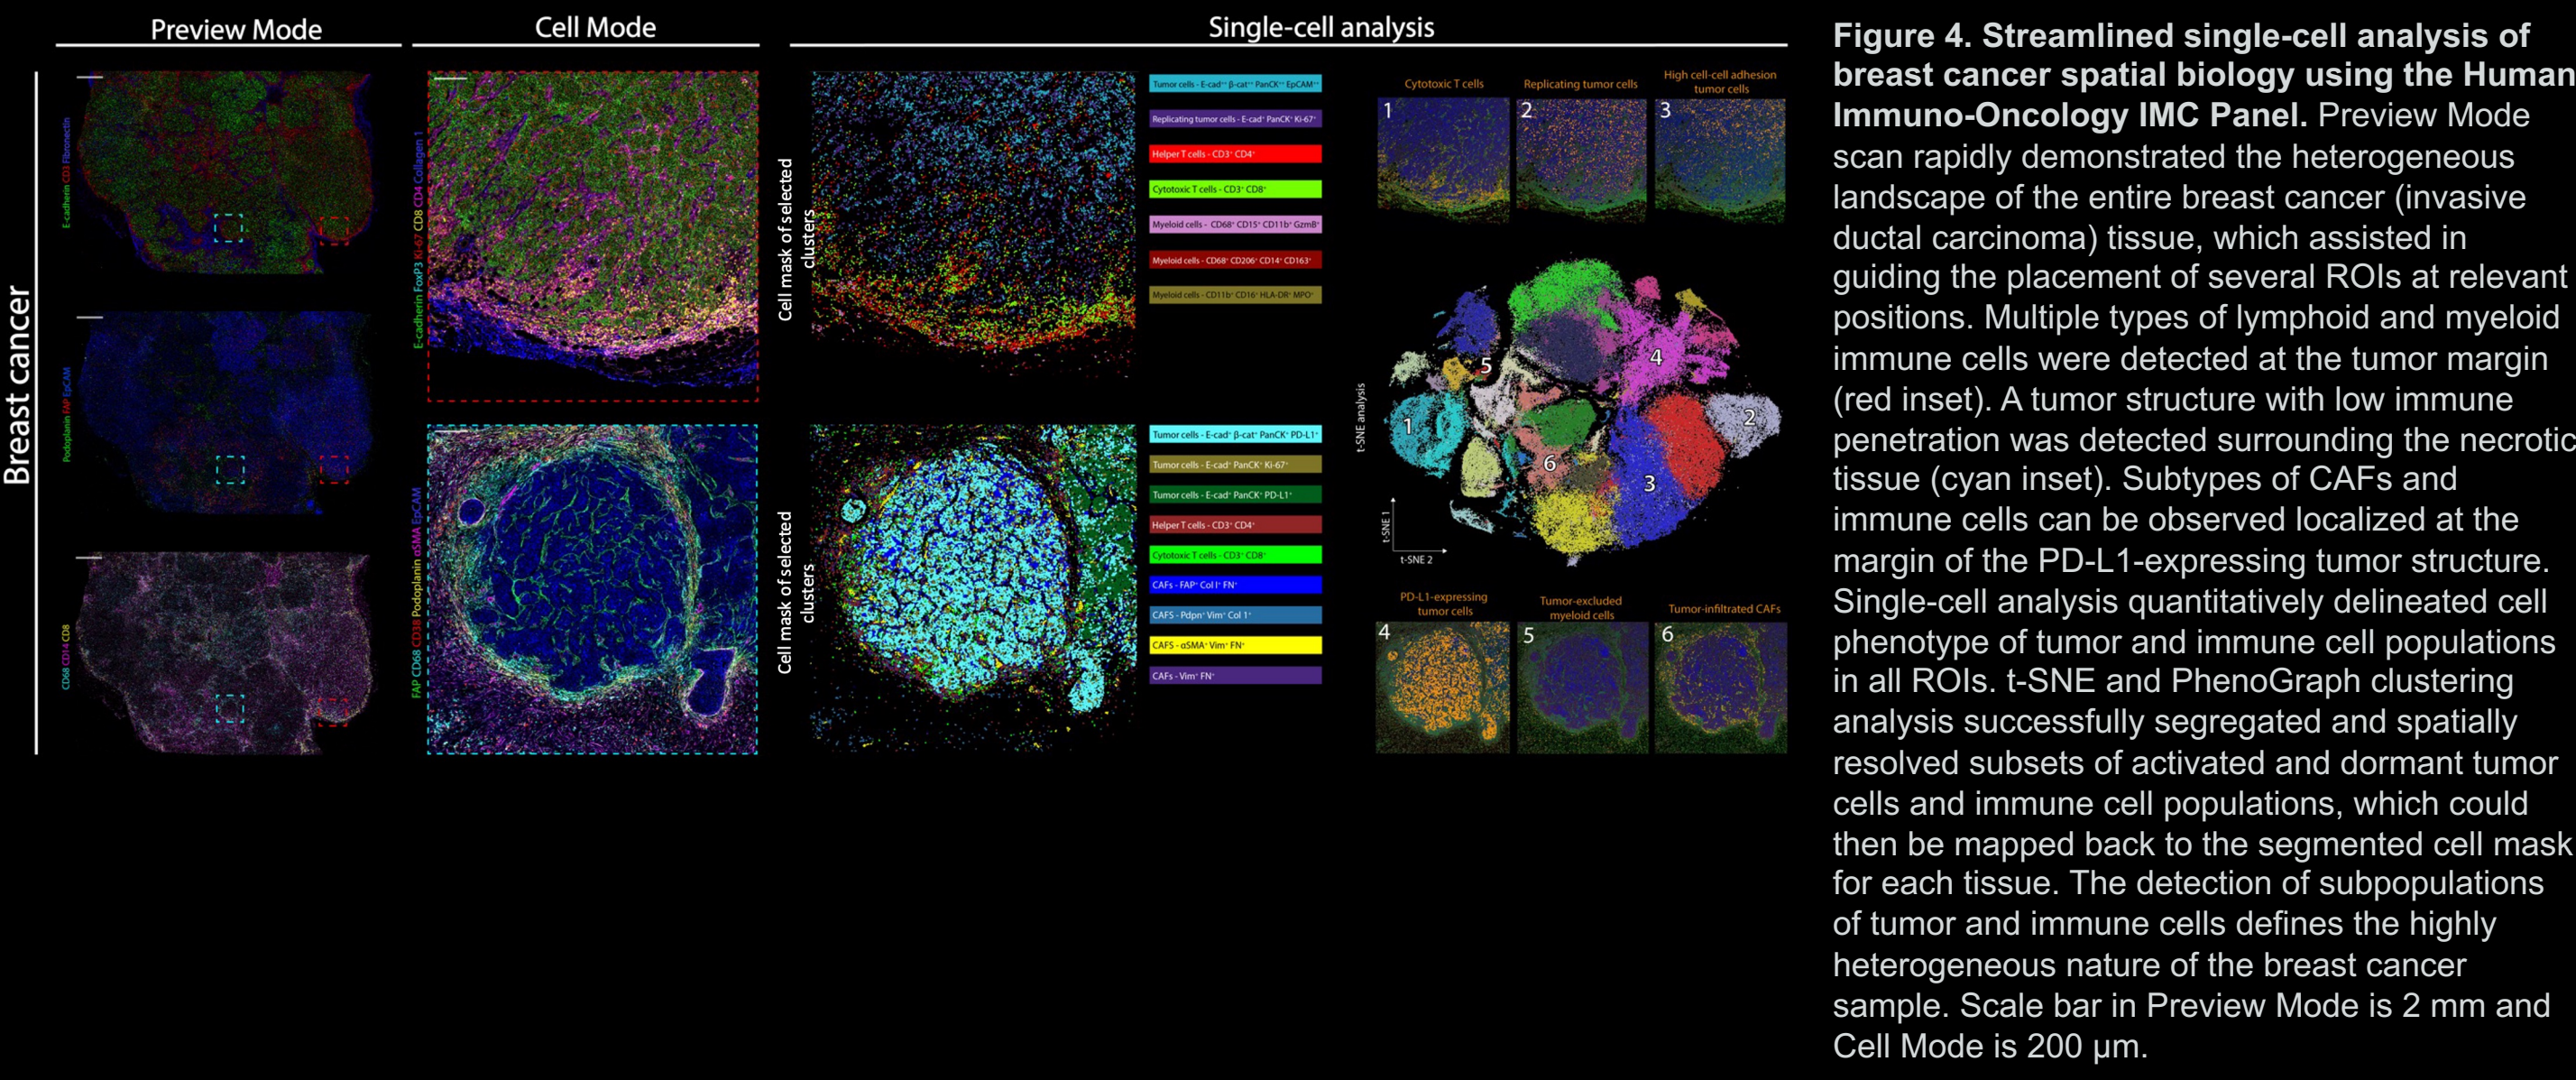 Preview Mode
Cell Mode
Single-cell analysis
Breast cancer
E-cadherin CD3 Fibronectin
Podoplanin FAP EpCAM
CD68 CD14 CD8
E-cadherin FoxP3 Ki-67 CD8 CD4 Collagen 1
FAP CD68 CD38 Podoplanin αSMA EpCAM
Cell mask of selected
clusters
Tumor cells - E-cad⁺⁺ β-cat⁺⁺ PanCK⁺⁺ EpCAM⁺⁺
Replicating tumor cells - E-cad⁺ PanCK⁺ Ki-67⁺
Helper T cells - CD3⁺ CD4⁺
Cytotoxic T cells - CD3⁺ CD8⁺
Myeloid cells - CD68⁺ CD15⁺ CD11b⁺ GzmB⁺
Myeloid cells - CD68⁺ CD206⁺ CD14⁺ CD163⁺
Myeloid cells - CD11b⁺ CD16⁺ HLA-DR⁺ MPO⁺
Cell mask of selected
clusters
Tumor cells - E-cad⁺ β-cat⁺ PanCK⁺ PD-L1⁺
Tumor cells - E-cad⁺ PanCK⁺ Ki-67⁺
Tumor cells - E-cad⁺ PanCK⁺ PD-L1⁺
Helper T cells - CD3⁺ CD4⁺
Cytotoxic T cells - CD3⁺ CD8⁺
CAFs - FAP⁺ Col I⁺ FN⁺
CAFS - Pdpn⁺ Vim⁺ Col 1⁺
CAFS - αSMA⁺ Vim⁺ FN⁺
CAFs - Vim⁺ FN⁺
Cytotoxic T cells
Replicating tumor cells
High cell-cell adhesion
tumor cells
1
2
3
t-SNE analysis
t-SNE 1
t-SNE 2
5
4
1
2
6
3
PD-L1-expressing
tumor cells
Tumor-excluded
myeloid cells
Tumor-infiltrated CAFs
4
5
6
Figure 4. Streamlined single-cell analysis of
breast cancer spatial biology using the Human
Immuno-Oncology IMC Panel. Preview Mode
scan rapidly demonstrated the heterogeneous
landscape of the entire breast cancer (invasive
ductal carcinoma) tissue, which assisted in
guiding the placement of several ROIs at relevant
positions. Multiple types of lymphoid and myeloid
immune cells were detected at the tumor margin
(red inset). A tumor structure with low immune
penetration was detected surrounding the necrotic
tissue (cyan inset). Subtypes of CAFs and
immune cells can be observed localized at the
margin of the PD-L1-expressing tumor structure.
Single-cell analysis quantitatively delineated cell
phenotype of tumor and immune cell populations
in all ROIs. t-SNE and PhenoGraph clustering
analysis successfully segregated and spatially
resolved subsets of activated and dormant tumor
cells and immune cell populations, which could
then be mapped back to the segmented cell mask
for each tissue. The detection of subpopulations
of tumor and immune cells defines the highly
heterogeneous nature of the breast cancer
sample. Scale bar in Preview Mode is 2 mm and
Cell Mode is 200 μm.